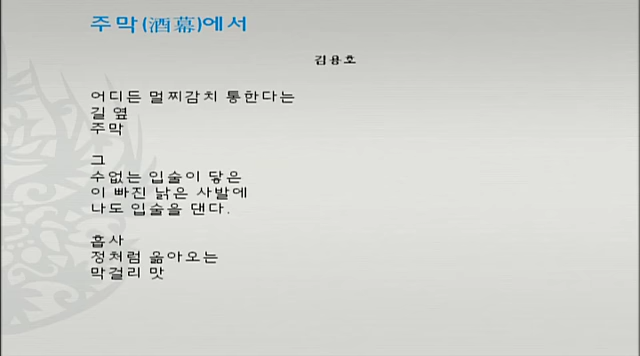 주막(酒幕)에서
김용호
어디든 멀찌감치 통한다는
길 옆
주막
그
수없는 입술이 닿은
이 빠진 낡은 사발에
나도 입술을 댄다.
흡사
정처럼 옮아오는
막걸리 맛